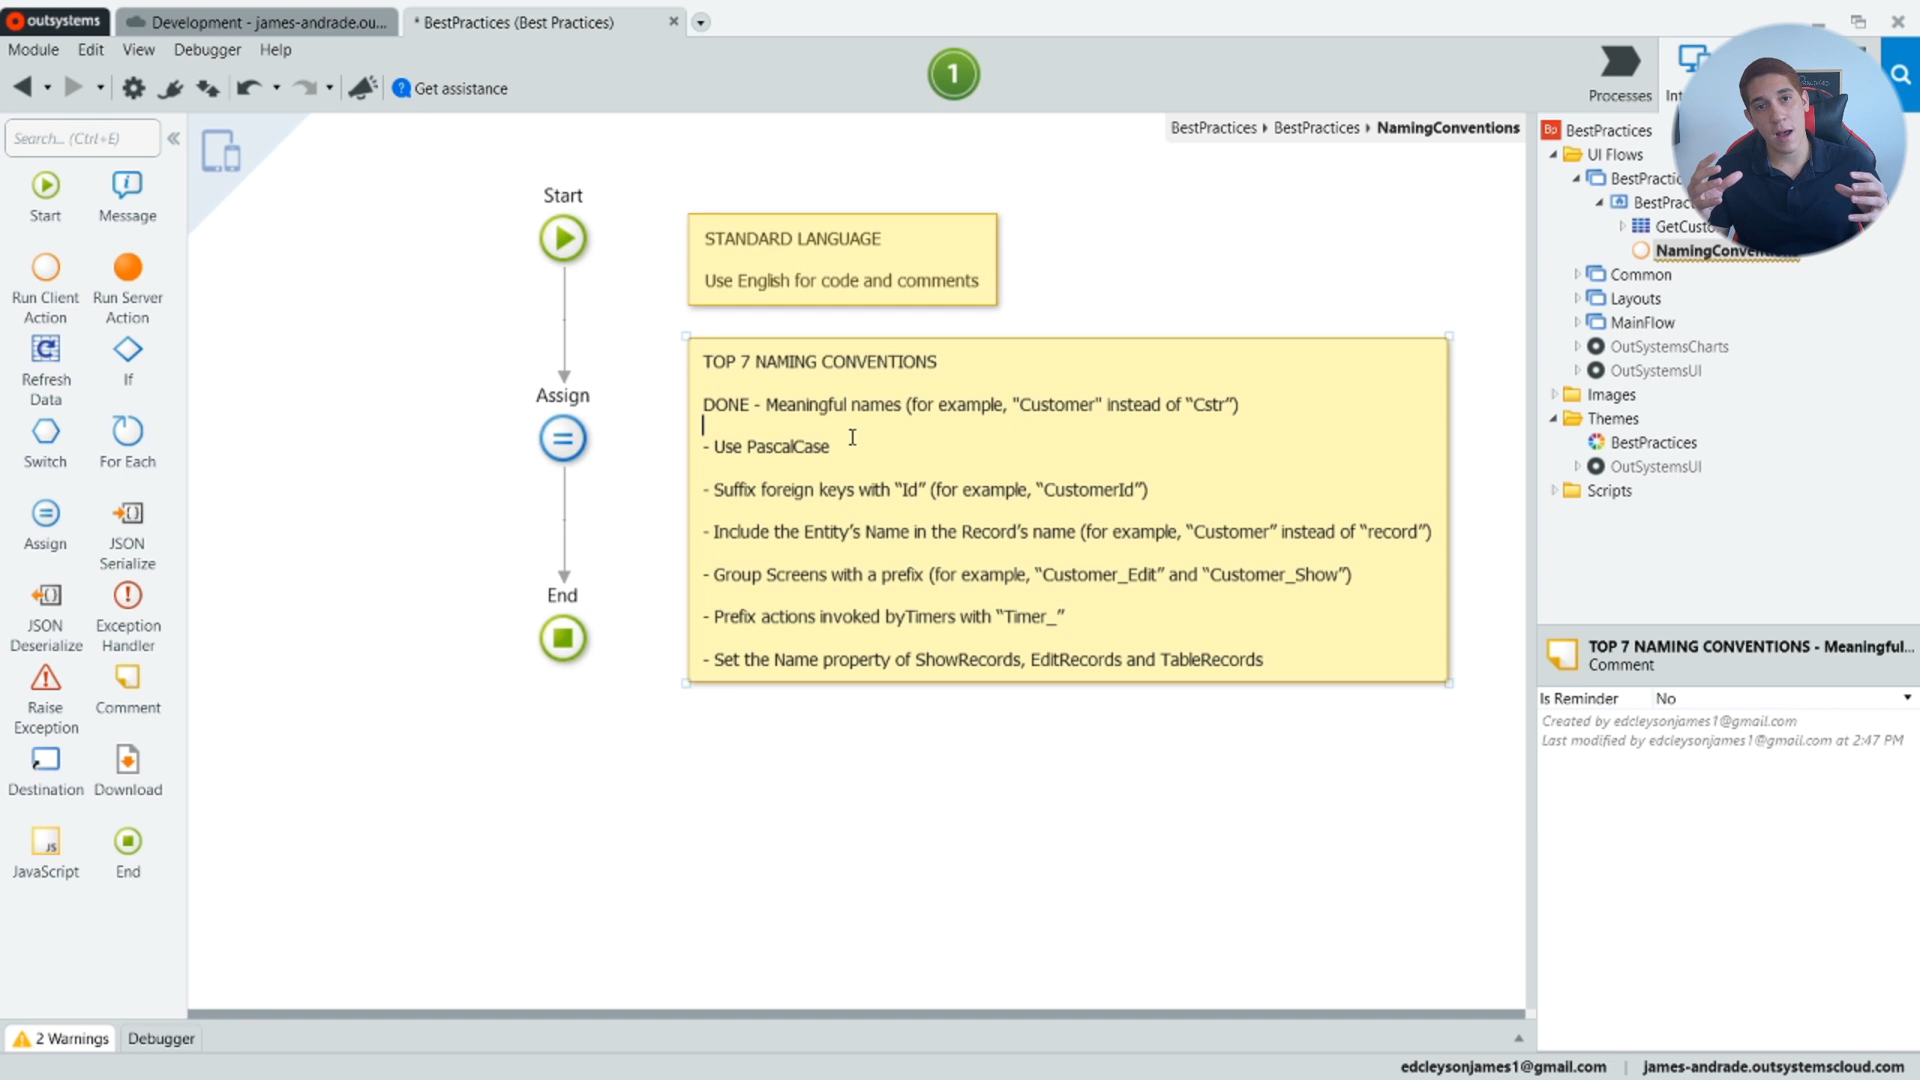 outsystems
Development - james-andrade.ou...
* BestPractices (Best Practices)
Module Edit View Debugger Help
1
Get assistance
Processes
Search... (Ctrl+E)
Start
Message
Run Client Action
Run Server Action
Refresh Data
If
Switch
For Each
Assign
JSON Serialize
JSON Deserialize
Exception Handler
Raise Exception
Comment
Destination
Download
JS
JavaScript
End
BestPractices BestPractices NamingConventions
Start
Assign
End
STANDARD LANGUAGE
Use English for code and comments
TOP 7 NAMING CONVENTIONS
DONE - Meaningful names (for example, "Customer" instead of “Cstr”)
- Use PascalCase
- Suffix foreign keys with “Id” (for example, “CustomerId”)
- Include the Entity’s Name in the Record’s name (for example, “Customer” instead of “record”)
- Group Screens with a prefix (for example, “Customer_Edit” and “Customer_Show”)
- Prefix actions invoked byTimers with “Timer_”
- Set the Name property of ShowRecords, EditRecords and TableRecords
Bp BestPractices
UI Flows
BestPractic
BestPract
GetCusto
NamingConventions
Common
Layouts
MainFlow
OutSystemsCharts
OutSystemsUI
Images
Themes
BestPractices
OutSystemsUI
Scripts
TOP 7 NAMING CONVENTIONS - Meaningful...
Comment
Is Reminder No
Created by edcleysonjames1@gmail.com
Last modified by edcleysonjames1@gmail.com at 2:47 PM
2 Warnings
Debugger
edcleysonjames1@gmail.com | james-andrade.outsystemscloud.com